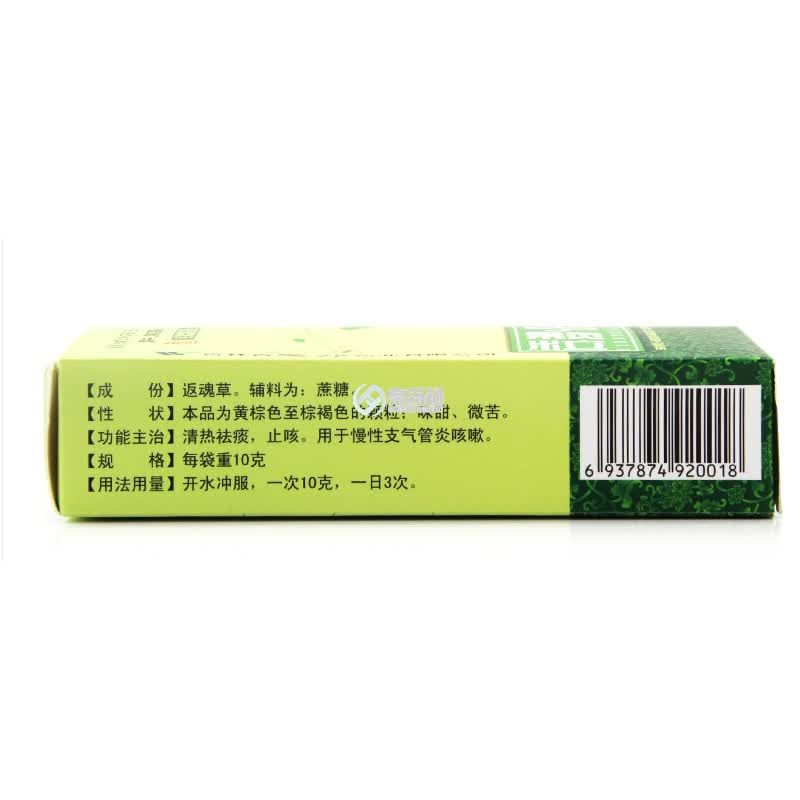 【成　　份】返魂草。辅料为：蔗糖
【性　　状】本品为黄棕色至棕褐色的颗粒；味甜、微苦。
【功能主治】清热祛痰，止咳。用于慢性支气管炎咳嗽。
【规　　格】每袋重10克
【用法用量】开水冲服，一次10克，一日3次。
6 937874 920018